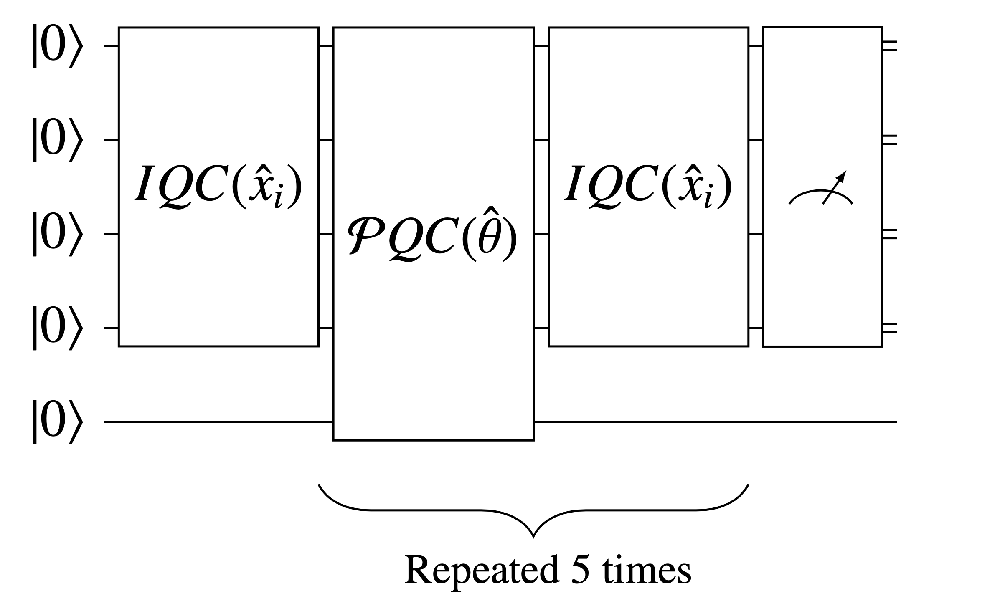 |0⟩
|0⟩
|0⟩
|0⟩
|0⟩
IQC(x̂ᵢ)
𝒫QC(θ̂)
IQC(x̂ᵢ)
Repeated 5 times